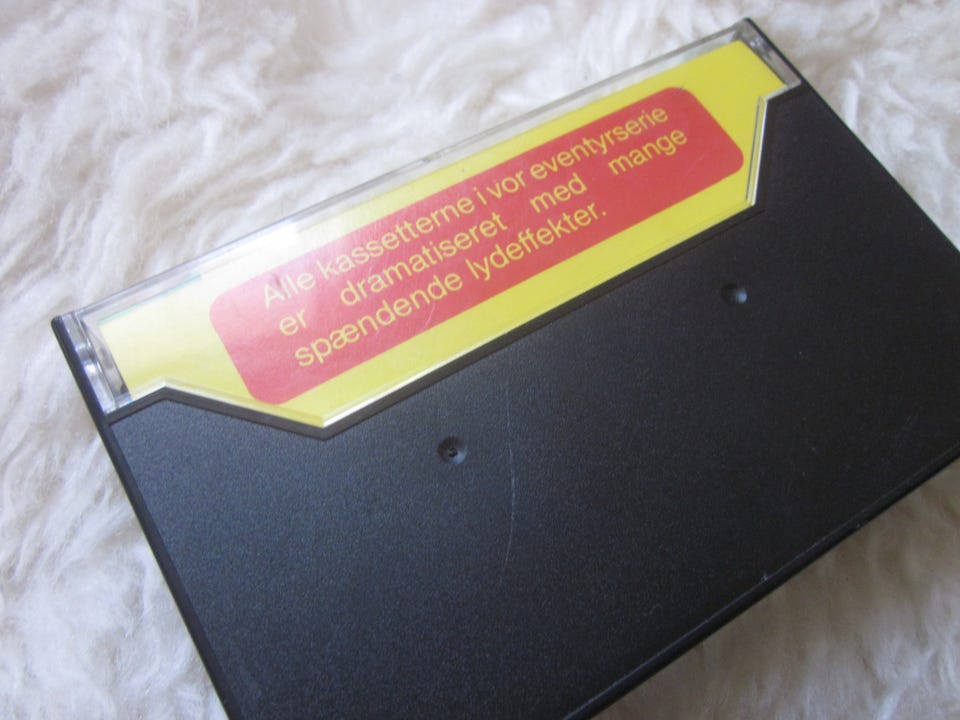 Alle kassetterne i vor eventyrserie
er dramatiseret med mange
spændende lydeffekter.